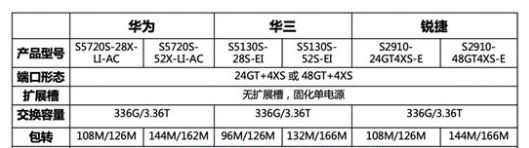 华为 华三 锐捷
产品型号 S5720S-28X-LI-AC S5720S-52X-LI-AC S5130S-28S-EI S5130S-52S-EI S2910-24GT4XS-E S2910-48GT4XS-E
端口形态 24GT+4XS 或 48GT+4XS
扩展槽 无扩展槽，固化单电源
交换容量 336G/3.36T 336G/3.36T 336G/3.36T
包转 108M/126M 144M/162M 96M/126M 132M/166M 108M/126M 144M/166M